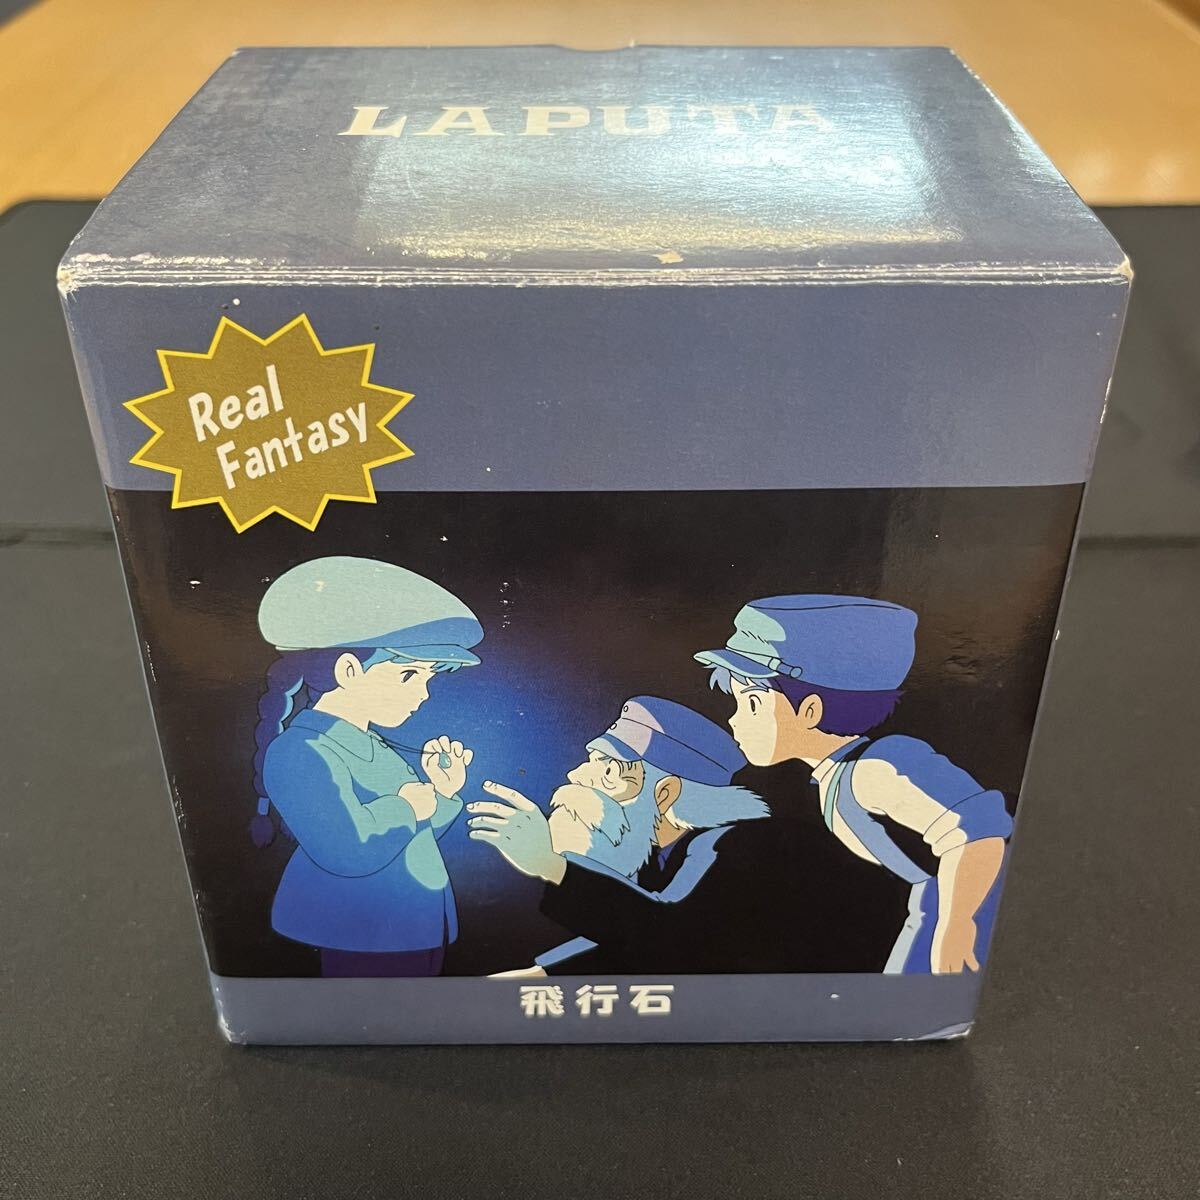 LAPUTA
Real
Fantasy
飛行石